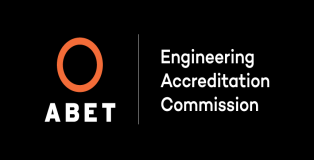 ABET
Engineering
Accreditation
Commission